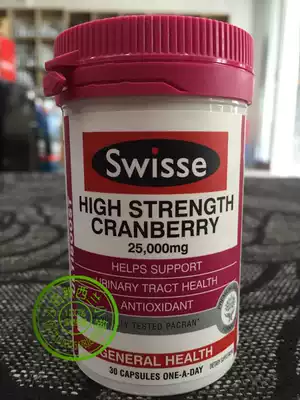 Swisse
HIGH STRENGTH
CRANBERRY
25,000mg
HELPS SUPPORT
URINARY TRACT HEALTH
ANTIOXIDANT
TESTED PACRAN®
GENERAL HEALTH
30 CAPSULES ONE-A-DAY